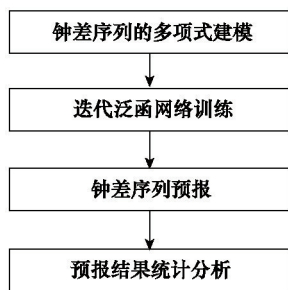 钟差序列的多项式建模
迭代泛函网络训练
钟差序列预报
预报结果统计分析